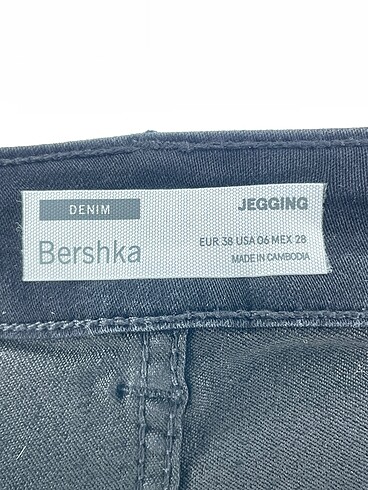 DENIM
JEGGING
Bershka
EUR 38 USA 06 MEX 28
MADE IN CAMBODIA